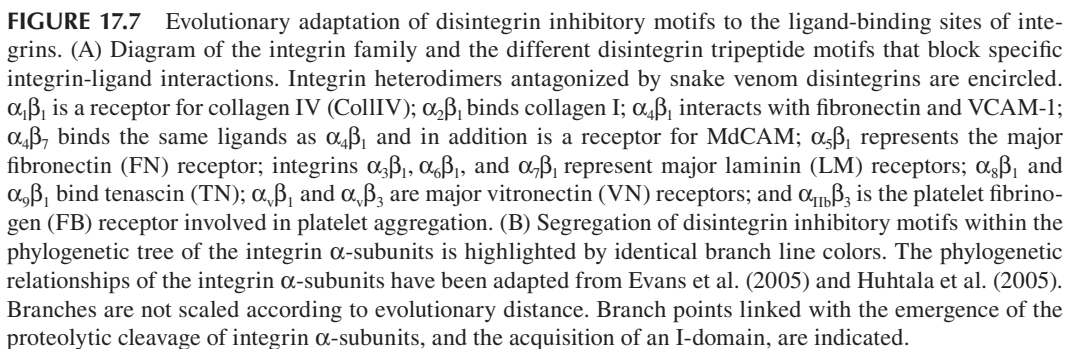 FIGURE 17.7 Evolutionary adaptation of disintegrin inhibitory motifs to the ligand-binding sites of inte-
grins. (A) Diagram of the integrin family and the different disintegrin tripeptide motifs that block specific
integrin-ligand interactions. Integrin heterodimers antagonized by snake venom disintegrins are encircled.
α₁β₁ is a receptor for collagen IV (CollIV); α₂β₁ binds collagen I; α₄β₁ interacts with fibronectin and VCAM-1;
α₄β₇ binds the same ligands as α₄β₁ and in addition is a receptor for MdCAM; α₅β₁ represents the major
fibronectin (FN) receptor; integrins α₃β₁, α₆β₁, and α₇β₁ represent major laminin (LM) receptors; α₈β₁ and
α₉β₁ bind tenascin (TN); αᵥβ₁ and αᵥβ₃ are major vitronectin (VN) receptors; and α_IIbβ₃ is the platelet fibrino-
gen (FB) receptor involved in platelet aggregation. (B) Segregation of disintegrin inhibitory motifs within the
phylogenetic tree of the integrin α-subunits is highlighted by identical branch line colors. The phylogenetic
relationships of the integrin α-subunits have been adapted from Evans et al. (2005) and Huhtala et al. (2005).
Branches are not scaled according to evolutionary distance. Branch points linked with the emergence of the
proteolytic cleavage of integrin α-subunits, and the acquisition of an I-domain, are indicated.